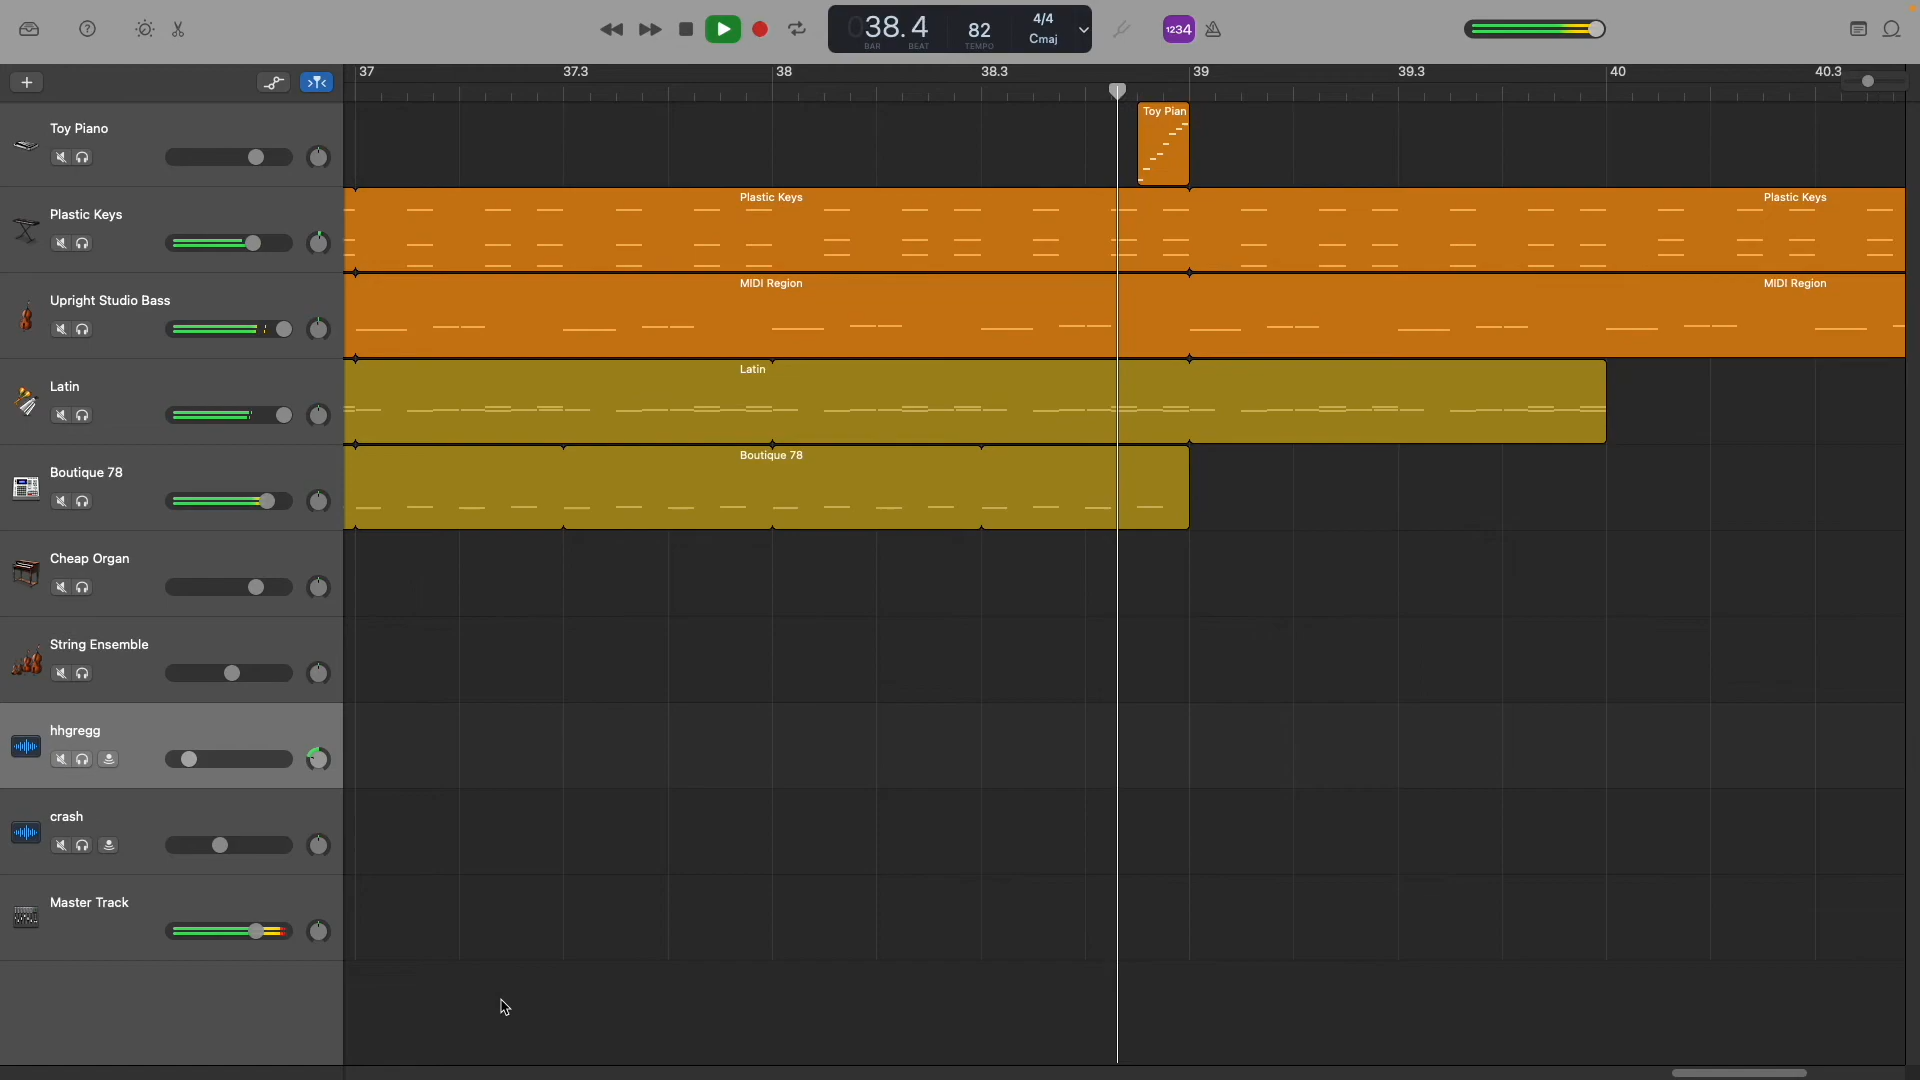 038.4
BAR BEAT
82
TEMPO
4/4
Cmaj
1234
37 37.3 38 38.3 39 39.3 40 40.3
Toy Piano
Toy Pian
Plastic Keys
Plastic Keys
Plastic Keys
Upright Studio Bass
MIDI Region
MIDI Region
Latin
Latin
Boutique 78
Boutique 78
Cheap Organ
String Ensemble
hhgregg
crash
Master Track